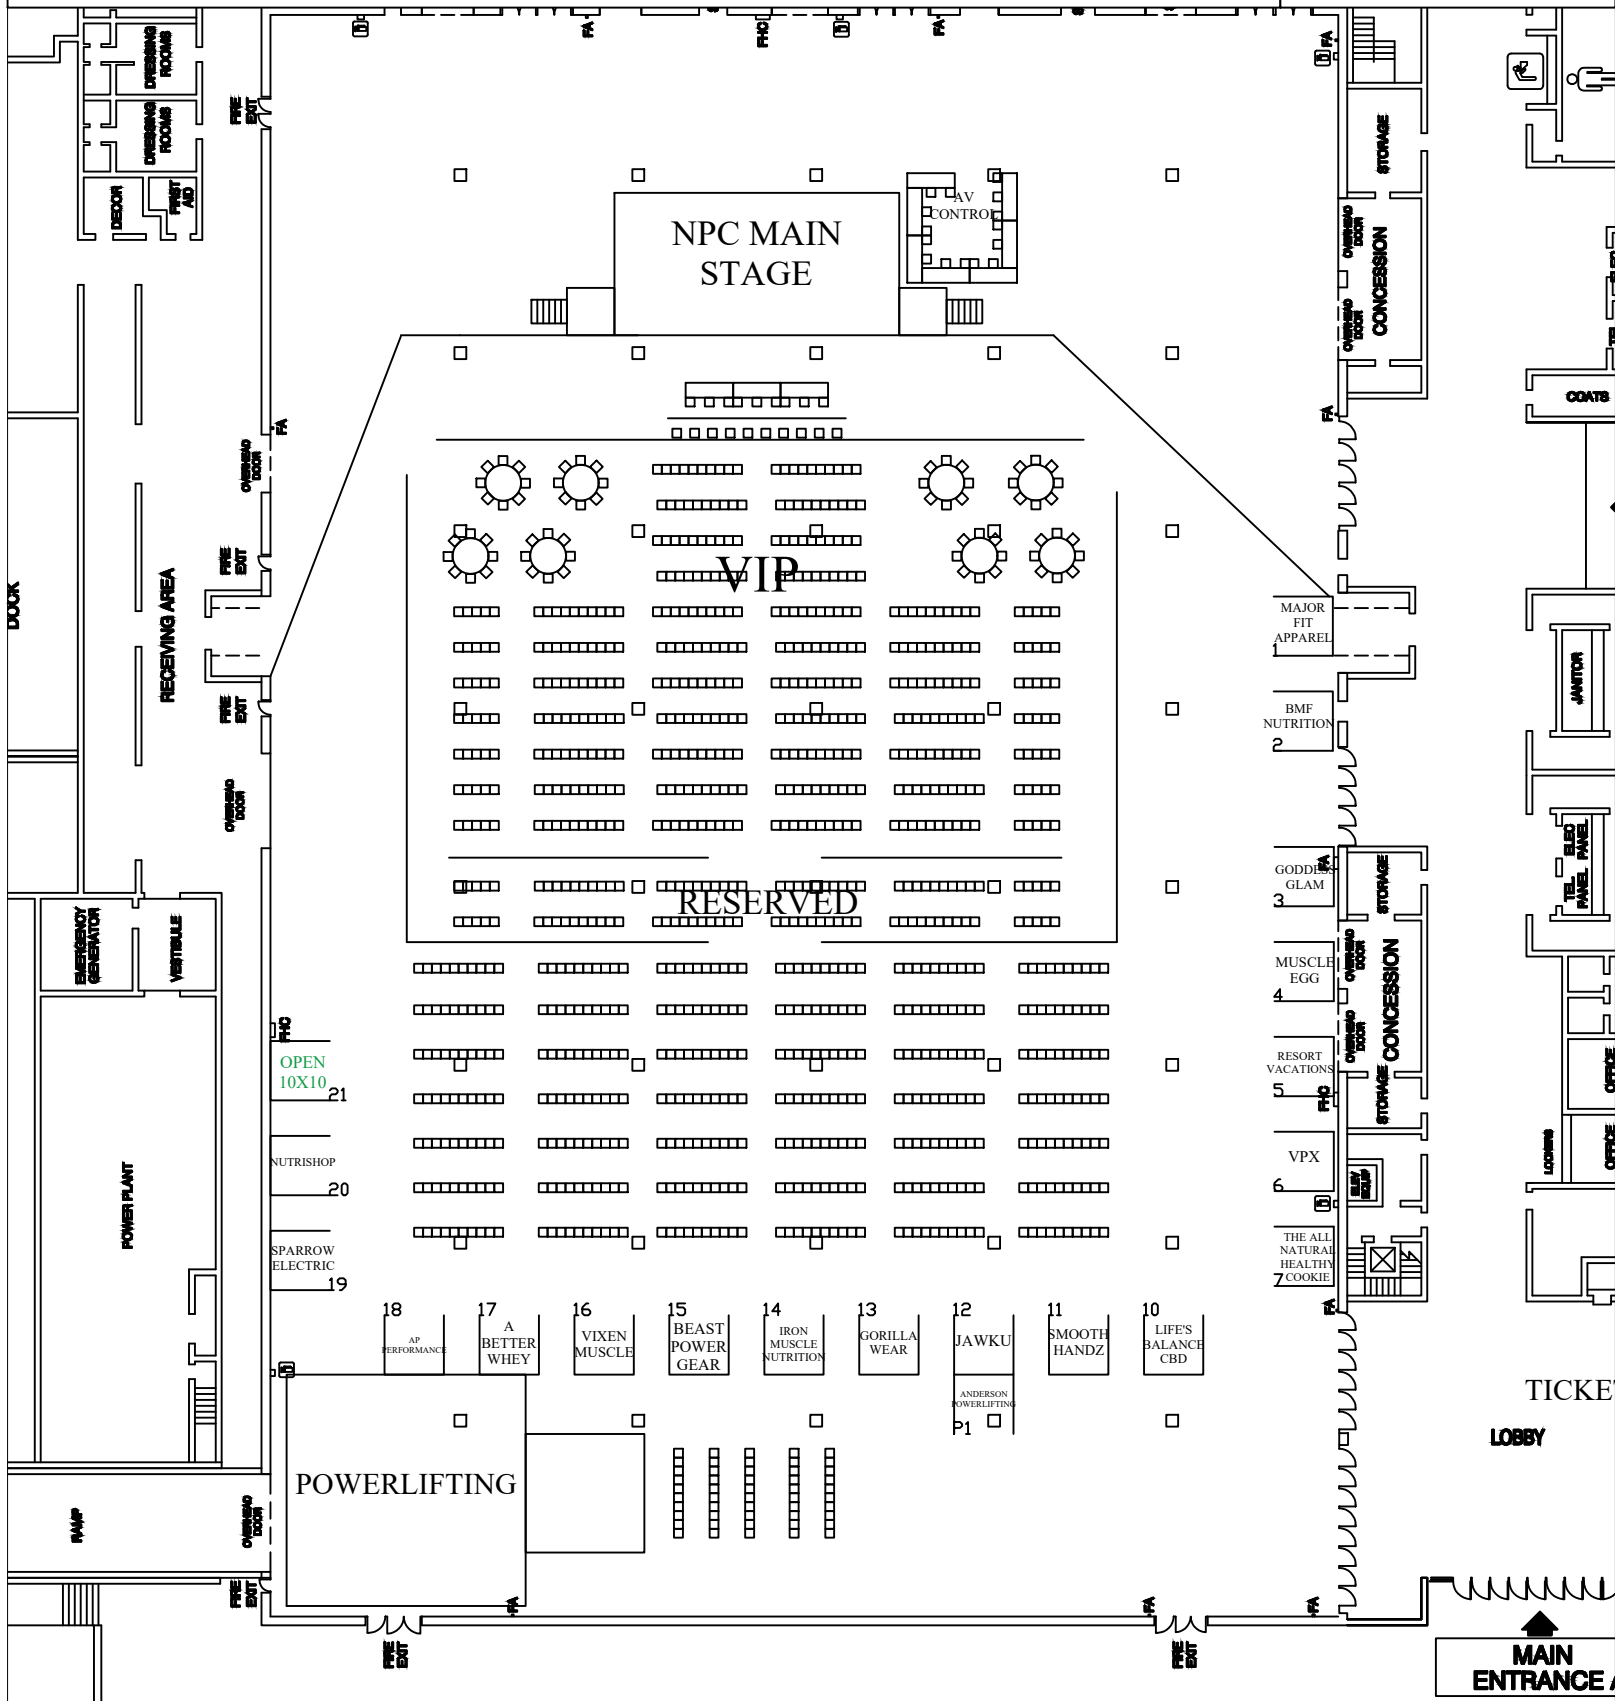 DRESSING
ROOMS
DRESSING
ROOMS
DECOR
FIRST
AID
FIRE
EXIT
FA
FHC
FA
FA
STORAGE
OVERHEAD
DOOR
CONCESSION
OVERHEAD
DOOR
NPC MAIN
STAGE
AV
CONTROL
COATS
FA
FA
OVERHEAD
DOOR
FIRE
EXIT
DOCK
RECEIVING AREA
FIRE
EXIT
OVERHEAD
DOOR
VIP
MAJOR
FIT
APPAREL
1
BMF
NUTRITION
2
JANITOR
ELEC
PANEL
TEL.
PANEL
GODDESS
GLAM
3
FA
STORAGE
RESERVED
EMERGENCY
GENERATOR
VESTIBULE
MUSCLE
EGG
4
OVERHEAD
DOOR
CONCESSION
OVERHEAD
DOOR
FHC
OPEN
10X10
21
RESORT
VACATIONS
5
FHC
STORAGE
OFFICE
NUTRISHOP
20
VPX
6
ELEV
EQUIP
LOCKERS
OFFICE
POWER PLANT
SPARROW
ELECTRIC
19
THE ALL
NATURAL
HEALTHY
COOKIE
7
FA
18
AP
PERFORMANCE
17
A
BETTER
WHEY
16
VIXEN
MUSCLE
15
BEAST
POWER
GEAR
14
IRON
MUSCLE
NUTRITION
13
GORILLA
WEAR
12
JAWKU
11
SMOOTH
HANDZ
10
LIFE'S
BALANCE
CBD
ANDERSON
POWERLIFTING
P1
TICKE
LOBBY
POWERLIFTING
RAMP
OVERHEAD
DOOR
FIRE
EXIT
FA
FA
FA
FIRE
EXIT
FIRE
EXIT
MAIN
ENTRANCE